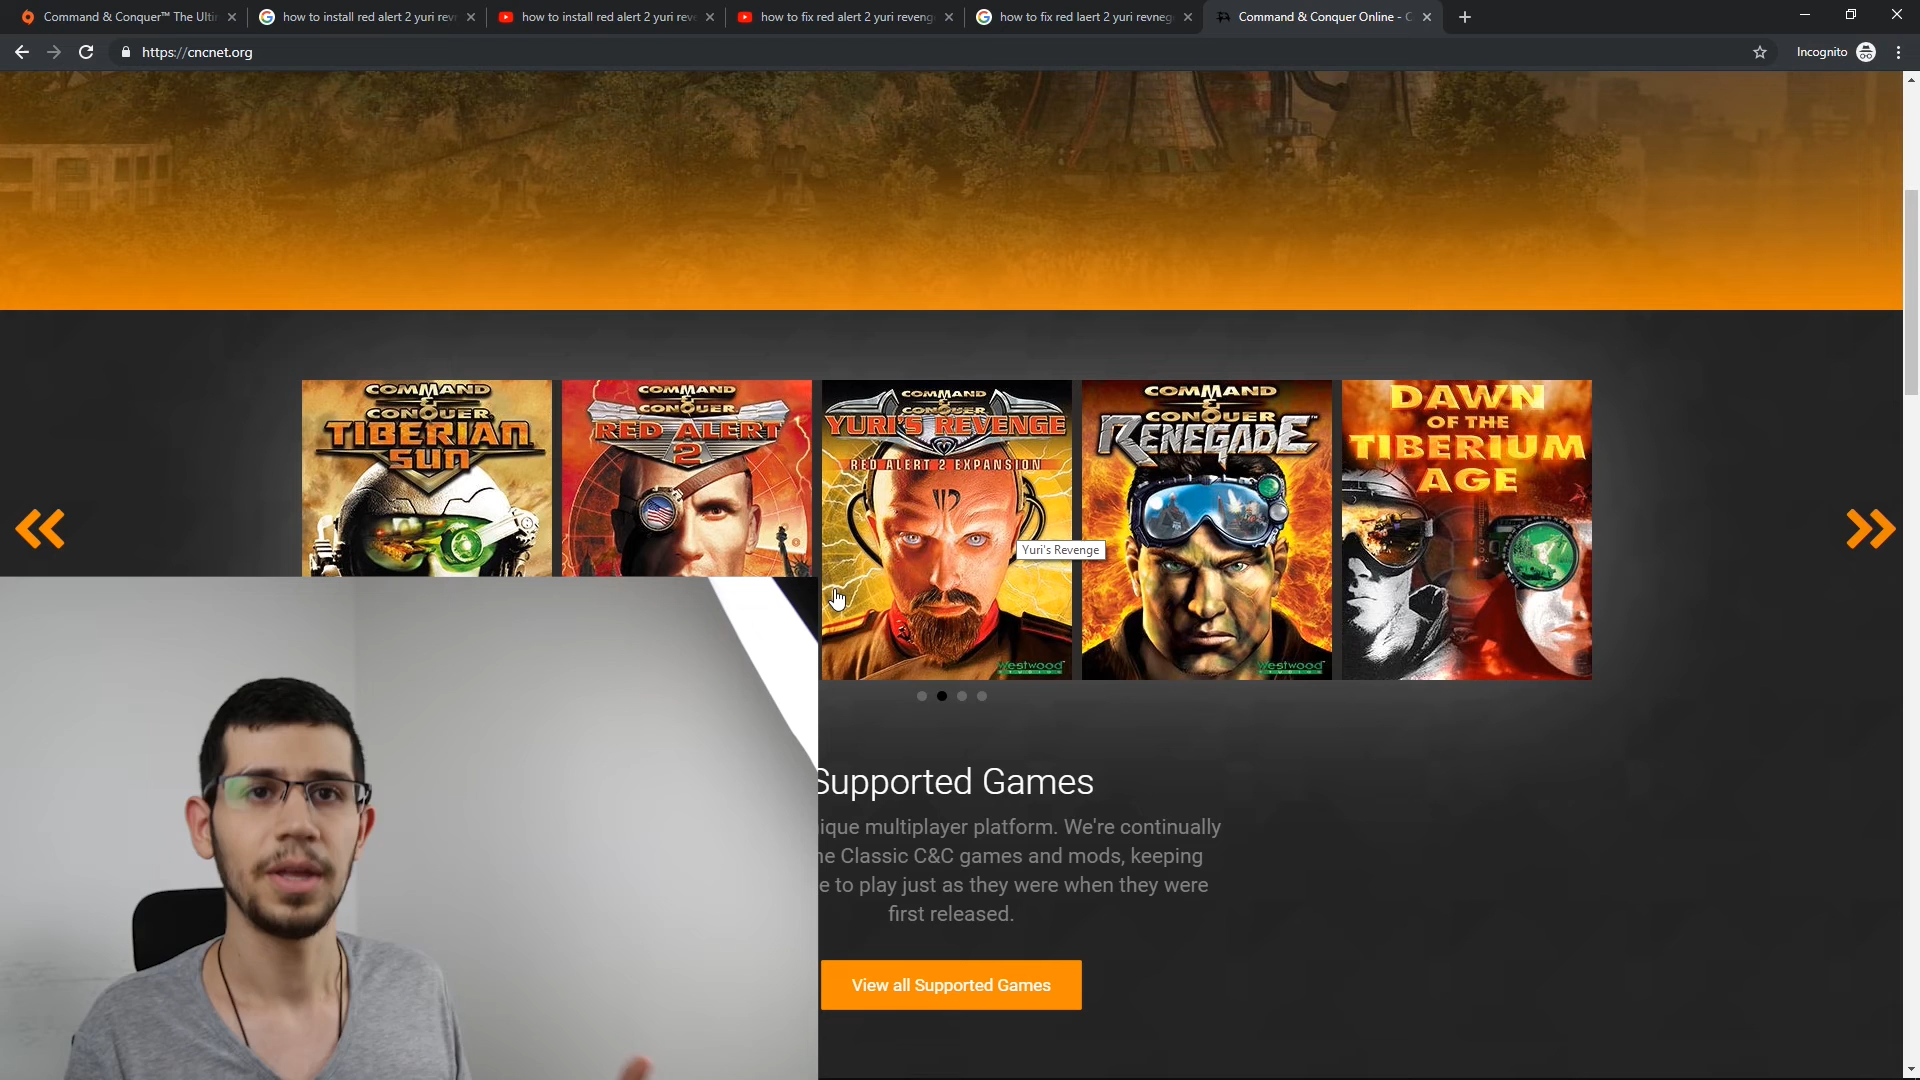 Command & Conquer™ The Ulti
how to install red alert 2 yuri rev
how to install red alert 2 yuri reve
how to fix red alert 2 yuri reveng
how to fix red laert 2 yuri revneg
Command & Conquer Online - C
https://cncnet.org
Incognito
COMMAND & CONQUER
TIBERIAN SUN
COMMAND & CONQUER
RED ALERT 2
COMMAND & CONQUER
YURI'S REVENGE
RED ALERT 2 EXPANSION
Westwood STUDIOS
COMMAND & CONQUER
RENEGADE™
Westwood STUDIOS
DAWN
OF THE
TIBERIUM
AGE
Yuri's Revenge
Supported Games
ique multiplayer platform. We're continually
he Classic C&C games and mods, keeping
e to play just as they were when they were
first released.
View all Supported Games